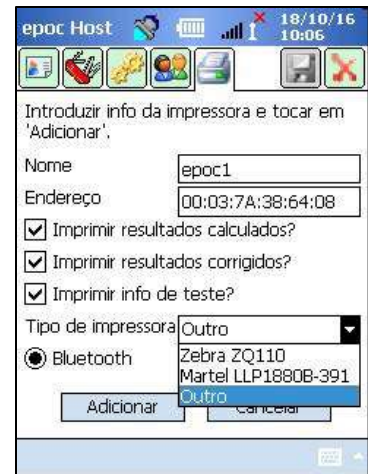 epoc Host 18/10/16
10:06
Introduzir info da impressora e tocar em
'Adicionar'.
Nome epoc1
Endereço 00:03:7A:38:64:08
Imprimir resultados calculados?
Imprimir resultados corrigidos?
Imprimir info de teste?
Tipo de impressora Outro
Bluetooth Zebra ZQ110
Martel LLP1880B-391
Outro
Adicionar Cancelar